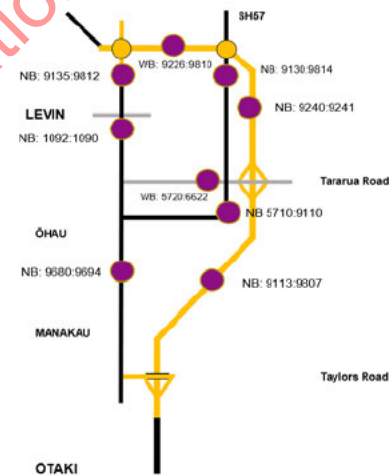 SH57
WB: 9226:9810
NB: 9135:9812
NB: 9130:9814
NB: 9240:9241
LEVIN
NB: 1092:1090
Tararua Road
WB: 5720:6622
NB 5710:9110
ŌHAU
NB: 9680:9694
NB: 9113:9807
MANAKAU
Taylors Road
OTAKI